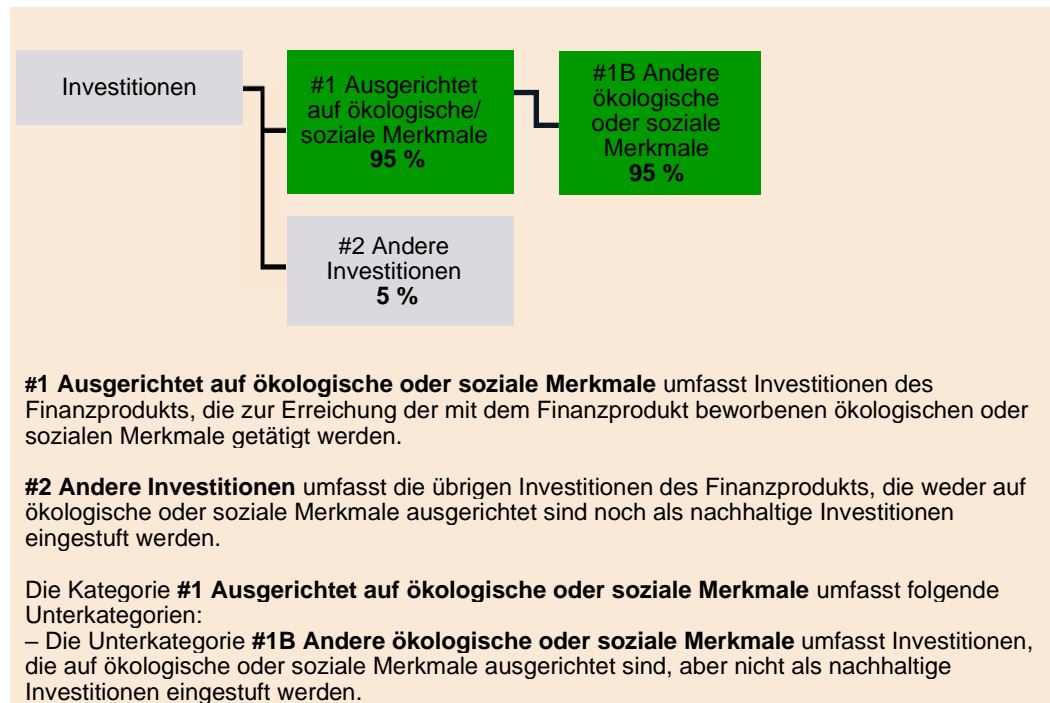 Investitionen
#1 Ausgerichtet
auf ökologische/
soziale Merkmale
95 %
#1B Andere
ökologische
oder soziale
Merkmale
95 %
#2 Andere
Investitionen
5 %
#1 Ausgerichtet auf ökologische oder soziale Merkmale umfasst Investitionen des
Finanzprodukts, die zur Erreichung der mit dem Finanzprodukt beworbenen ökologischen oder
sozialen Merkmale getätigt werden.
#2 Andere Investitionen umfasst die übrigen Investitionen des Finanzprodukts, die weder auf
ökologische oder soziale Merkmale ausgerichtet sind noch als nachhaltige Investitionen
eingestuft werden.
Die Kategorie #1 Ausgerichtet auf ökologische oder soziale Merkmale umfasst folgende
Unterkategorien:
– Die Unterkategorie #1B Andere ökologische oder soziale Merkmale umfasst Investitionen,
die auf ökologische oder soziale Merkmale ausgerichtet sind, aber nicht als nachhaltige
Investitionen eingestuft werden.